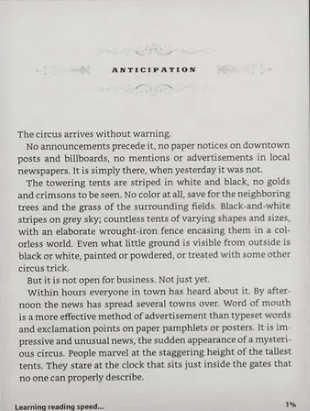 ANTICIPATION
The circus arrives without warning.
No announcements precede it, no paper notices on downtown
posts and billboards, no mentions or advertisements in local
newspapers. It is simply there, when yesterday it was not.
The towering tents are striped in white and black, no golds
and crimsons to be seen. No color at all, save for the neighboring
trees and the grass of the surrounding fields. Black-and-white
stripes on grey sky; countless tents of varying shapes and sizes,
with an elaborate wrought-iron fence encasing them in a col-
orless world. Even what little ground is visible from outside is
black or white, painted or powdered, or treated with some other
circus trick.
But it is not open for business. Not just yet.
Within hours everyone in town has heard about it. By after-
noon the news has spread several towns over. Word of mouth
is a more effective method of advertisement than typeset words
and exclamation points on paper pamphlets or posters. It is im-
pressive and unusual news, the sudden appearance of a mysteri-
ous circus. People marvel at the staggering height of the tallest
tents. They stare at the clock that sits just inside the gates that
no one can properly describe.
Learning reading speed... 1%